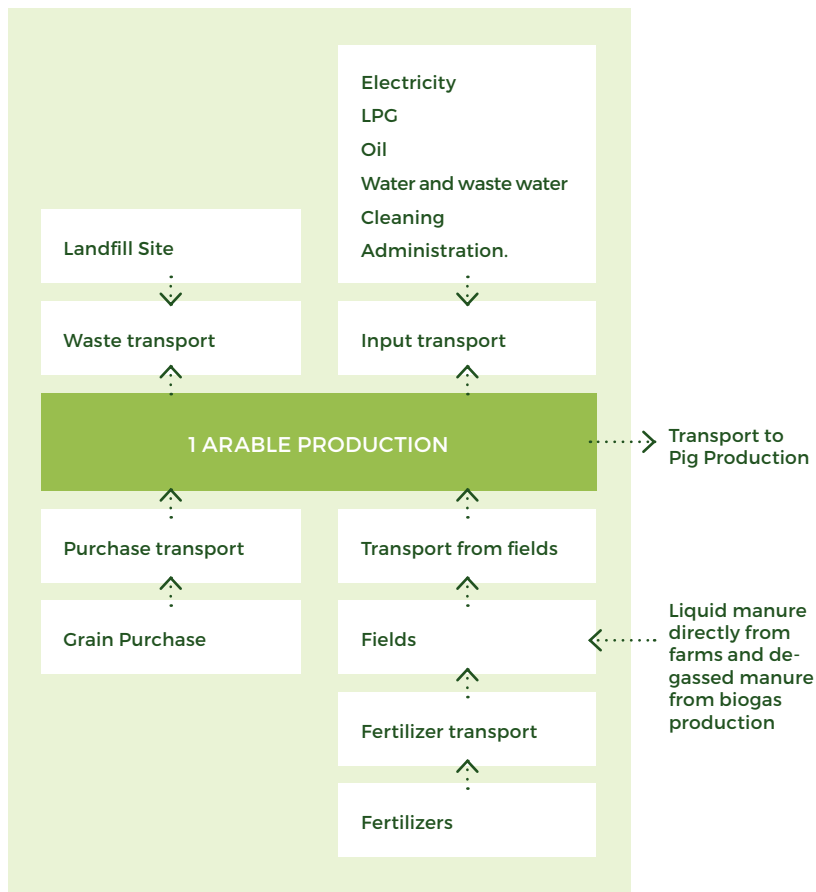 Electricity
LPG
Oil
Water and waste water
Cleaning
Administration.
Landfill Site
Waste transport
Input transport
1 ARABLE PRODUCTION
Transport to
Pig Production
Purchase transport
Transport from fields
Grain Purchase
Fields
Liquid manure
directly from
farms and de-
gassed manure
from biogas
production
Fertilizer transport
Fertilizers